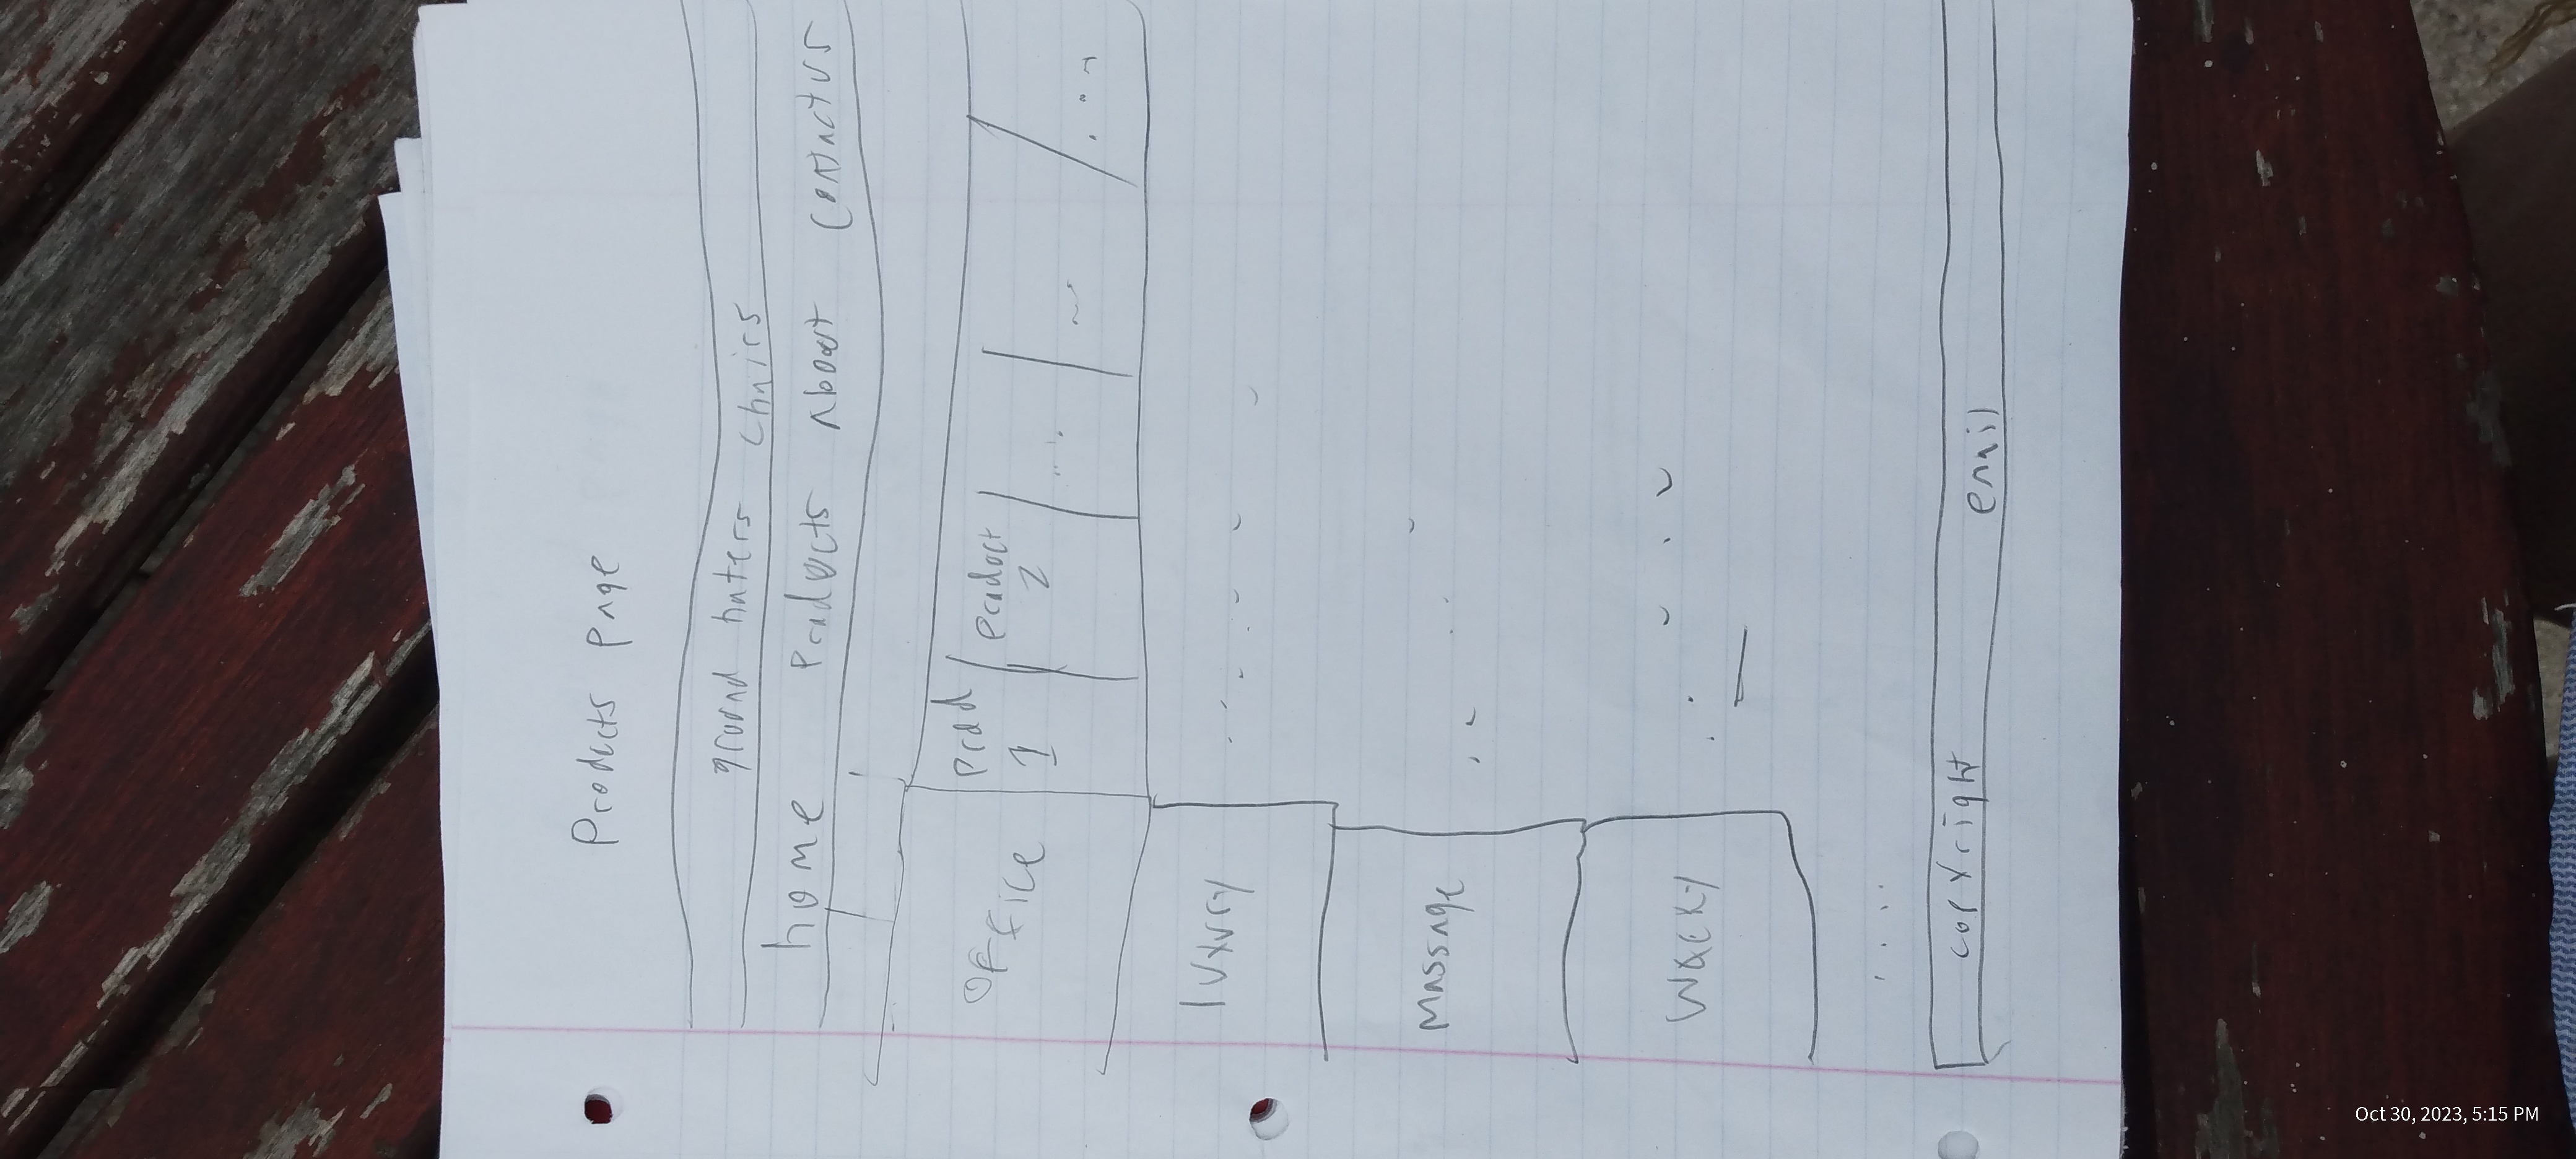 Products Page
ground haters chairs
home Products About Contact us
Office
Prod 1
Product 2
luxury
massage
wacky
copyright
email
Oct 30, 2023, 5:15 PM